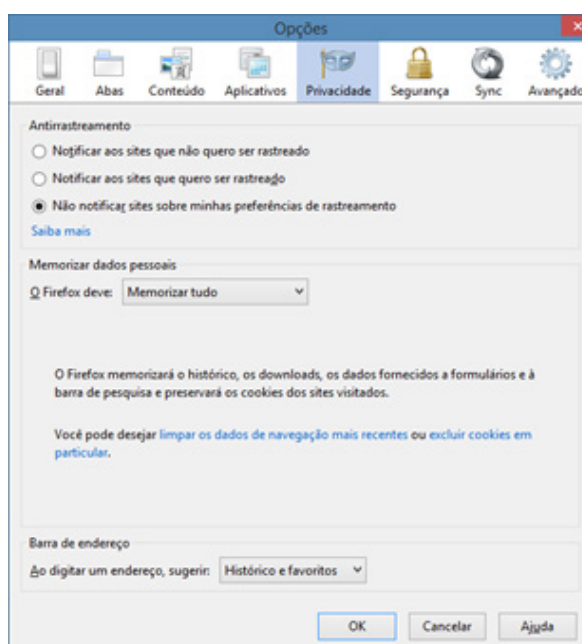 Opções
Geral Abas Conteúdo Aplicativos Privacidade Segurança Sync Avançado
Antirrastreamento
Notificar aos sites que não quero ser rastreado
Notificar aos sites que quero ser rastreado
Não notificar sites sobre minhas preferências de rastreamento
Saiba mais
Memorizar dados pessoais
O Firefox deve: Memorizar tudo
O Firefox memorizará o histórico, os downloads, os dados fornecidos a formulários e à
barra de pesquisa e preservará os cookies dos sites visitados.
Você pode desejar limpar os dados de navegação mais recentes ou excluir cookies em
particular.
Barra de endereço
Ao digitar um endereço, sugerir: Histórico e favoritos
OK Cancelar Ajuda